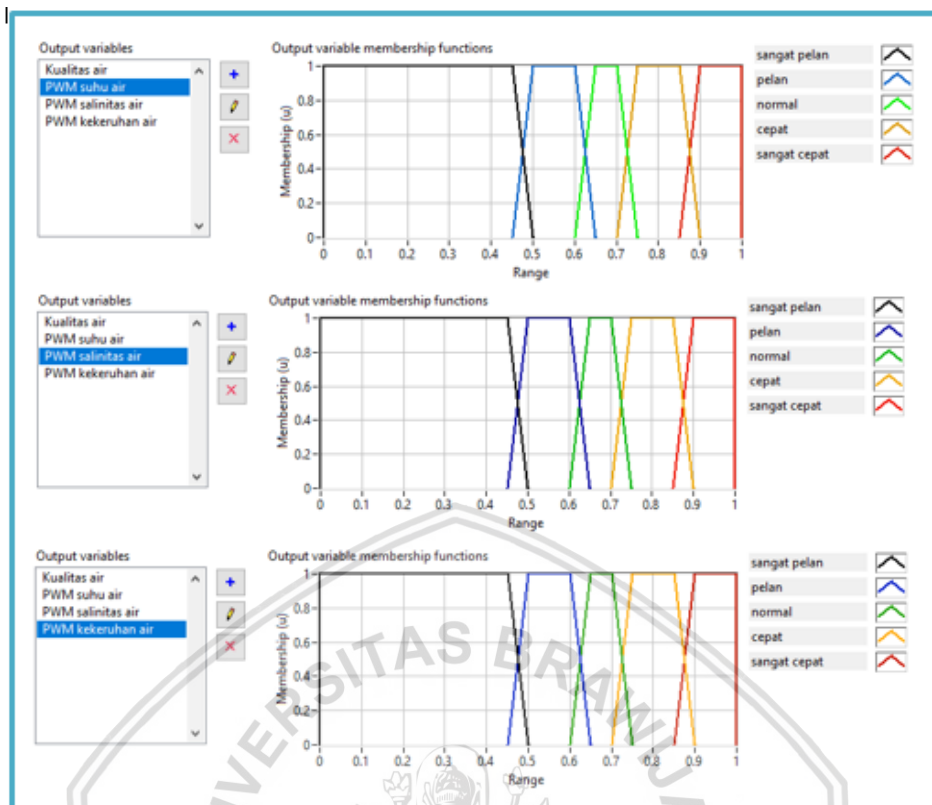 Output variables
Kualitas air
PWM suhu air
PWM salinitas air
PWM kekeruhan air
Output variable membership functions
Membership (u)
1
0.8
0.6
0.4
0.2
0
0 0.1 0.2 0.3 0.4 0.5 0.6 0.7 0.8 0.9 1
Range
sangat pelan
pelan
normal
cepat
sangat cepat
Output variables
Kualitas air
PWM suhu air
PWM salinitas air
PWM kekeruhan air
Output variable membership functions
Membership (u)
1
0.8
0.6
0.4
0.2
0
0 0.1 0.2 0.3 0.4 0.5 0.6 0.7 0.8 0.9 1
Range
sangat pelan
pelan
normal
cepat
sangat cepat
Output variables
Kualitas air
PWM suhu air
PWM salinitas air
PWM kekeruhan air
Output variable membership functions
Membership (u)
1
0.8
0.6
0.4
0.2
0
0 0.1 0.2 0.3 0.4 0.5 0.6 0.7 0.8 0.9 1
Range
sangat pelan
pelan
normal
cepat
sangat cepat